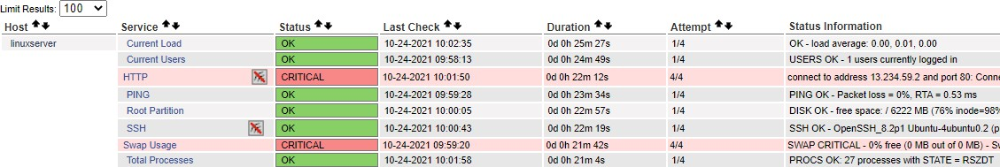 Limit Results: 100
Host Service Status Last Check Duration Attempt Status Information
linuxserver Current Load OK 10-24-2021 10:02:35 0d 0h 25m 27s 1/4 OK - load average: 0.00, 0.01, 0.00
Current Users OK 10-24-2021 09:58:13 0d 0h 24m 49s 1/4 USERS OK - 1 users currently logged in
HTTP CRITICAL 10-24-2021 10:01:50 0d 0h 22m 12s 4/4 connect to address 13.234.59.2 and port 80: Conne
PING OK 10-24-2021 09:59:28 0d 0h 23m 34s 1/4 PING OK - Packet loss = 0%, RTA = 0.53 ms
Root Partition OK 10-24-2021 10:00:05 0d 0h 22m 57s 1/4 DISK OK - free space: / 6222 MB (76% inode=98%
SSH OK 10-24-2021 10:00:43 0d 0h 22m 19s 1/4 SSH OK - OpenSSH_8.2p1 Ubuntu-4ubuntu0.2 (p
Swap Usage CRITICAL 10-24-2021 09:59:20 0d 0h 21m 42s 4/4 SWAP CRITICAL - 0% free (0 MB out of 0 MB) - Sw
Total Processes OK 10-24-2021 10:01:58 0d 0h 21m 4s 1/4 PROCS OK: 27 processes with STATE = RSZDT